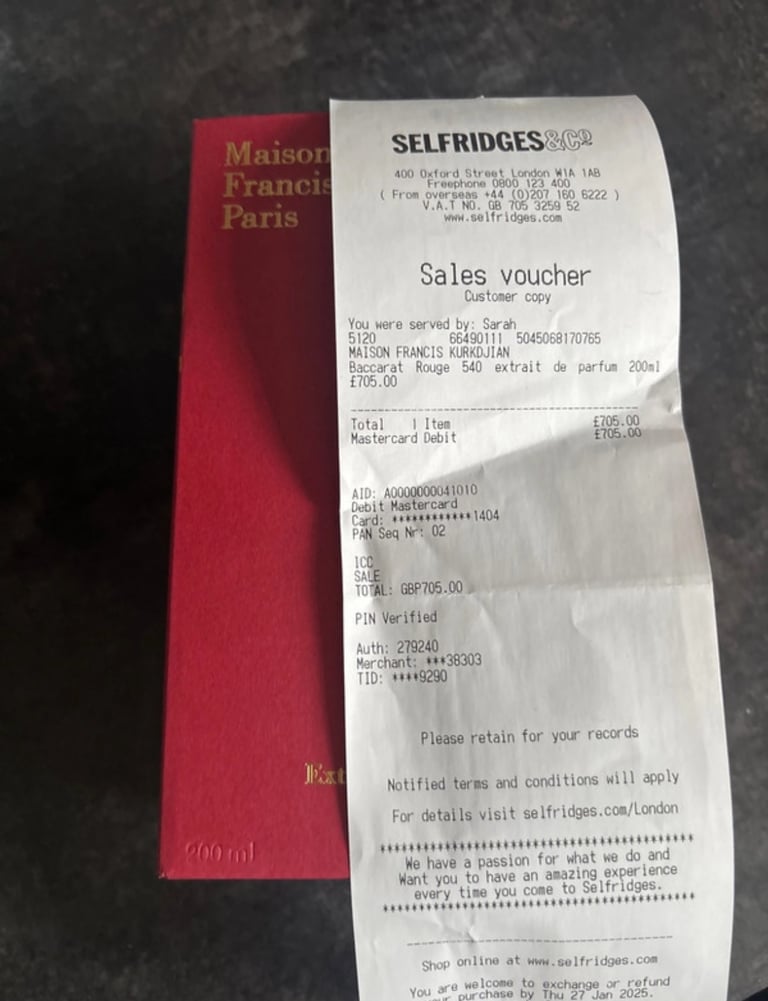 Maison
Francis
Paris
Ext
200 ml
SELFRIDGES&Co
400 Oxford Street London W1A 1AB
Freephone 0800 123 400
( From overseas +44 (0)207 160 6222 )
V.A.T NO. GB 705 3259 52
www.selfridges.com
Sales voucher
Customer copy
You were served by: Sarah
5120 66490111 5045068170765
MAISON FRANCIS KURKDJIAN
Baccarat Rouge 540 extrait de parfum 200ml
£705.00
----------------------------------------
Total 1 Item £705.00
Mastercard Debit £705.00
AID: A0000000041010
Debit Mastercard
Card: ************1404
PAN Seq Nr: 02
ICC
SALE
TOTAL: GBP705.00
PIN Verified
Auth: 279240
Merchant: ***38303
TID: ****9290
Please retain for your records
Notified terms and conditions will apply
For details visit selfridges.com/London
****************************************
We have a passion for what we do and
Want you to have an amazing experience
every time you come to Selfridges.
****************************************
----------------------------------------
Shop online at www.selfridges.com
You are welcome to exchange or refund
purchase by Thu 27 Jan 2025.